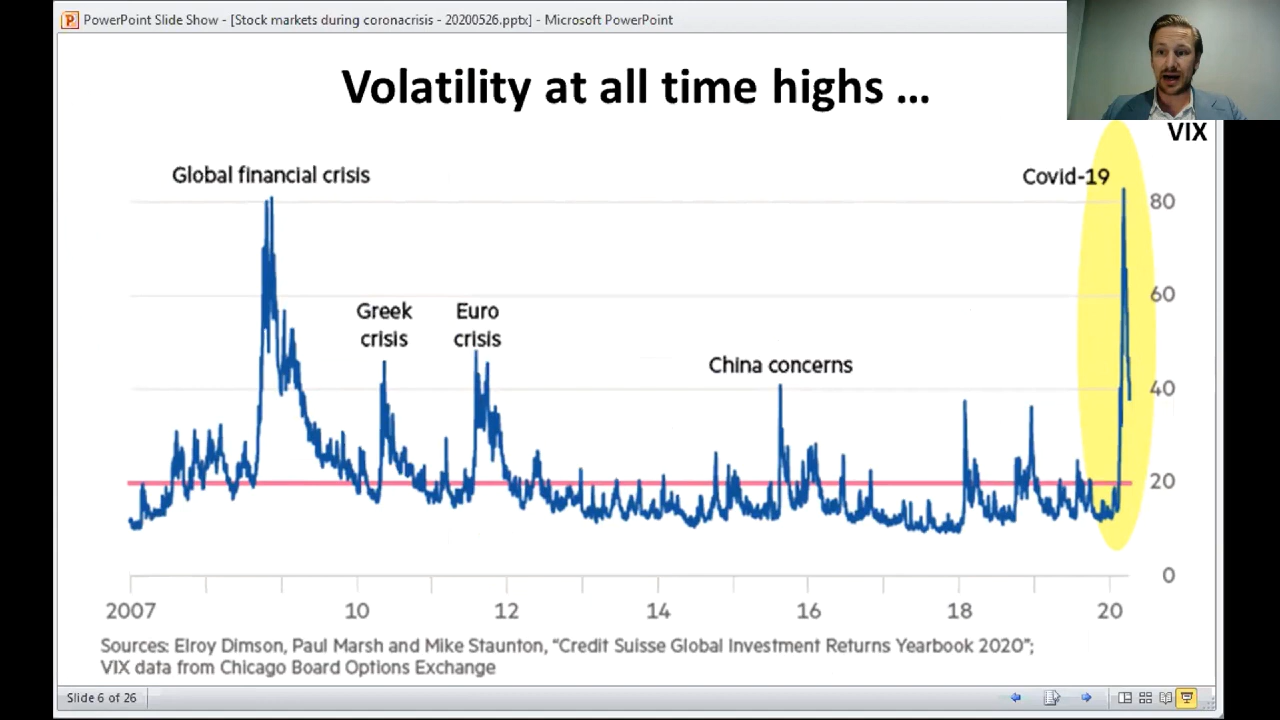 PowerPoint Slide Show - [Stock markets during coronacrisis - 20200526.pptx] - Microsoft PowerPoint
Volatility at all time highs ...
VIX
Global financial crisis
Covid-19
80
60
Greek
crisis
Euro
crisis
China concerns
40
20
0
2007
10
12
14
16
18
20
Sources: Elroy Dimson, Paul Marsh and Mike Staunton, “Credit Suisse Global Investment Returns Yearbook 2020”;
VIX data from Chicago Board Options Exchange
Slide 6 of 26